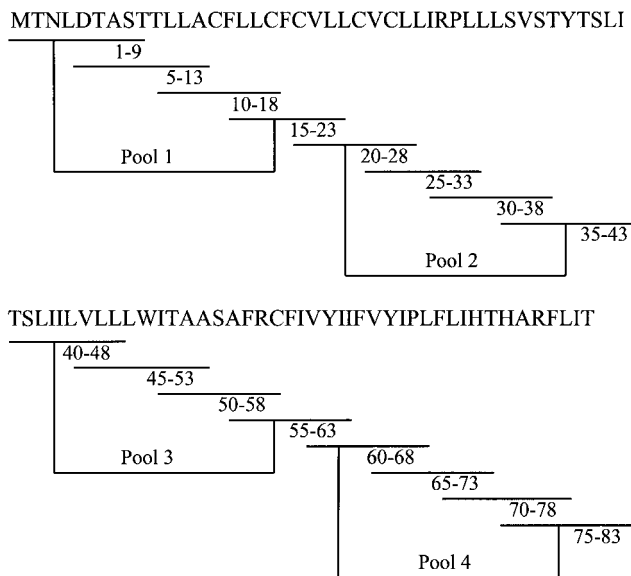 MTNLDTASTTLLACFLLCFCVLLCVCLLIRPLLLSVSTYTSLI
1-9
5-13
10-18
15-23
Pool 1
20-28
25-33
30-38
35-43
Pool 2
TSLIILVLLLWITAASAFRCFIVYIIFVYIPLFLIHTHARFLIT
40-48
45-53
50-58
55-63
Pool 3
60-68
65-73
70-78
75-83
Pool 4